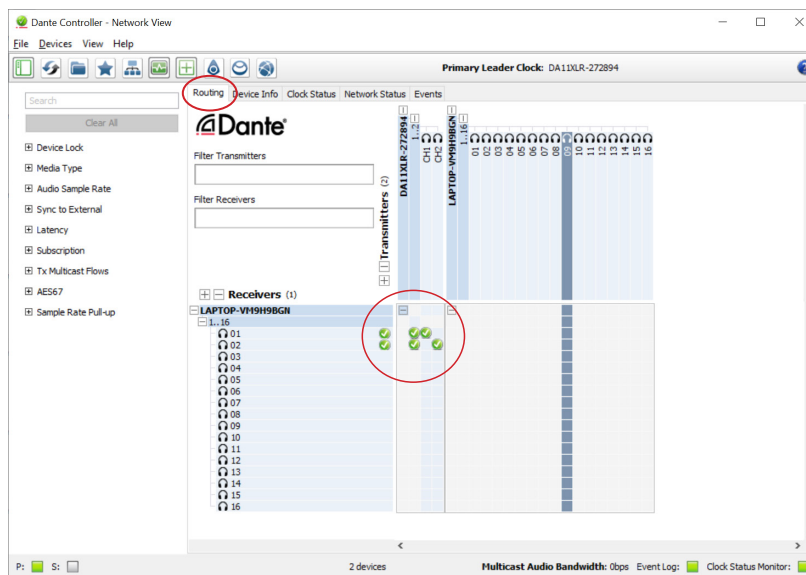 Dante Controller - Network View
File Devices View Help
Primary Leader Clock: DA11XLR-272894
Search
Clear All
Device Lock
Media Type
Audio Sample Rate
Sync to External
Latency
Subscription
Tx Multicast Flows
AES67
Sample Rate Pull-up
Routing Device Info Clock Status Network Status Events
Dante®
Filter Transmitters
Filter Receivers
Transmitters (2)
DA11XLR-272894
1..2
CH1
CH2
LAPTOP-VM9H9BGN
1..16
01
02
03
04
05
06
07
08
09
10
11
12
13
14
15
16
Receivers (1)
LAPTOP-VM9H9BGN
1..16
01
02
03
04
05
06
07
08
09
10
11
12
13
14
15
16
P: S: 2 devices Multicast Audio Bandwidth: 0bps Event Log: Clock Status Monitor: